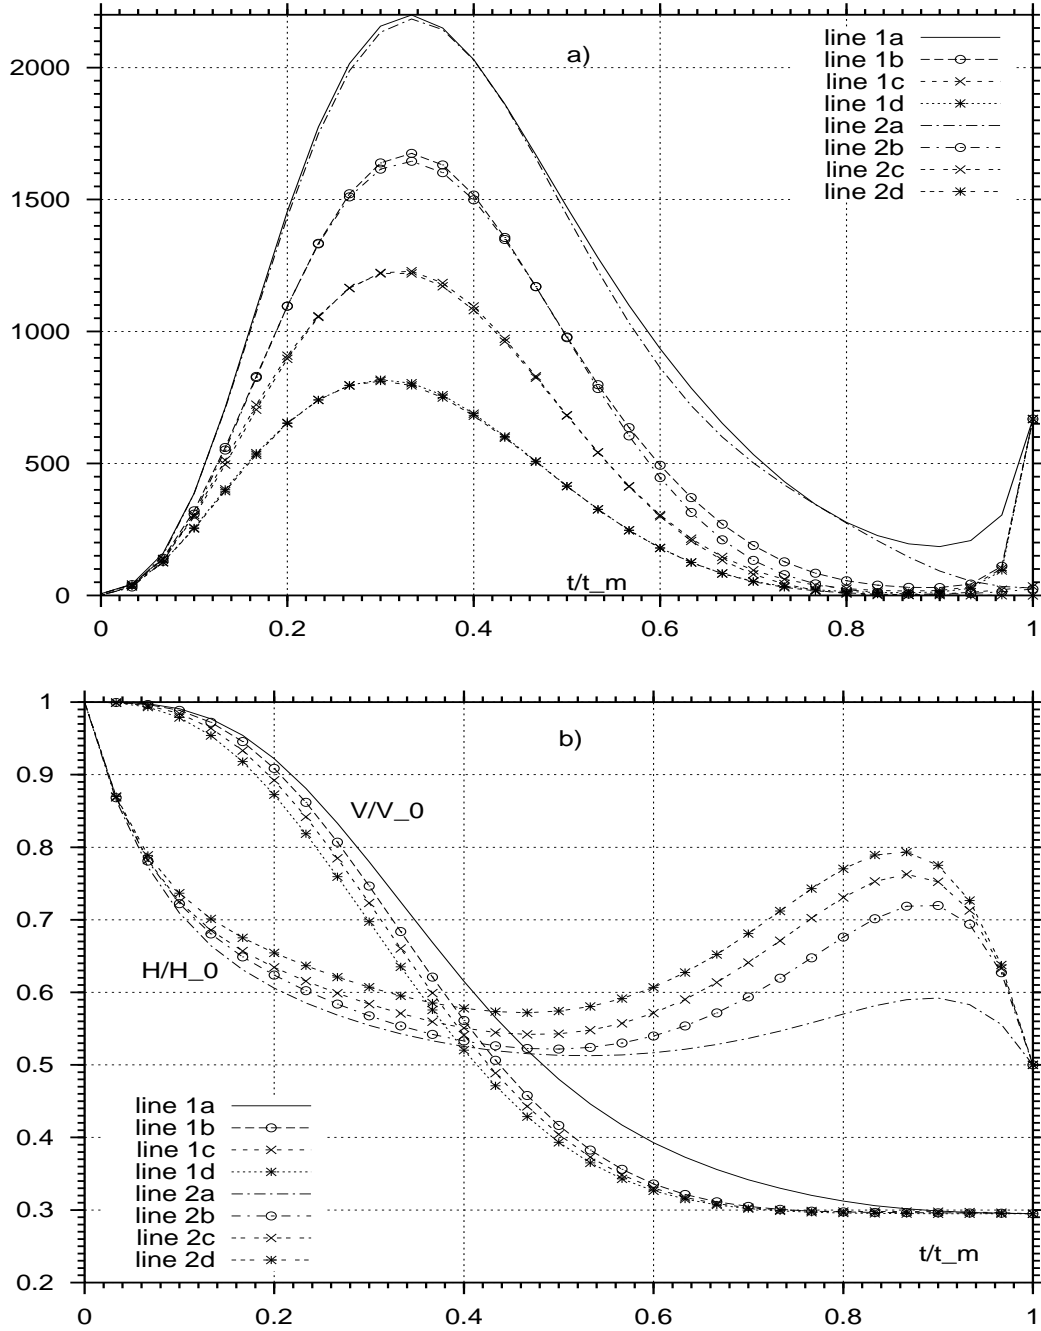 a)
line 1a
line 1b
line 1c
line 1d
line 2a
line 2b
line 2c
line 2d
2000
1500
1000
500
0
t/t_m
0 0.2 0.4 0.6 0.8 1
1
b)
0.9
V/V_0
0.8
0.7
H/H_0
0.6
0.5
line 1a
line 1b
line 1c
line 1d
line 2a
line 2b
line 2c
line 2d
0.4
0.3
t/t_m
0.2
0 0.2 0.4 0.6 0.8 1